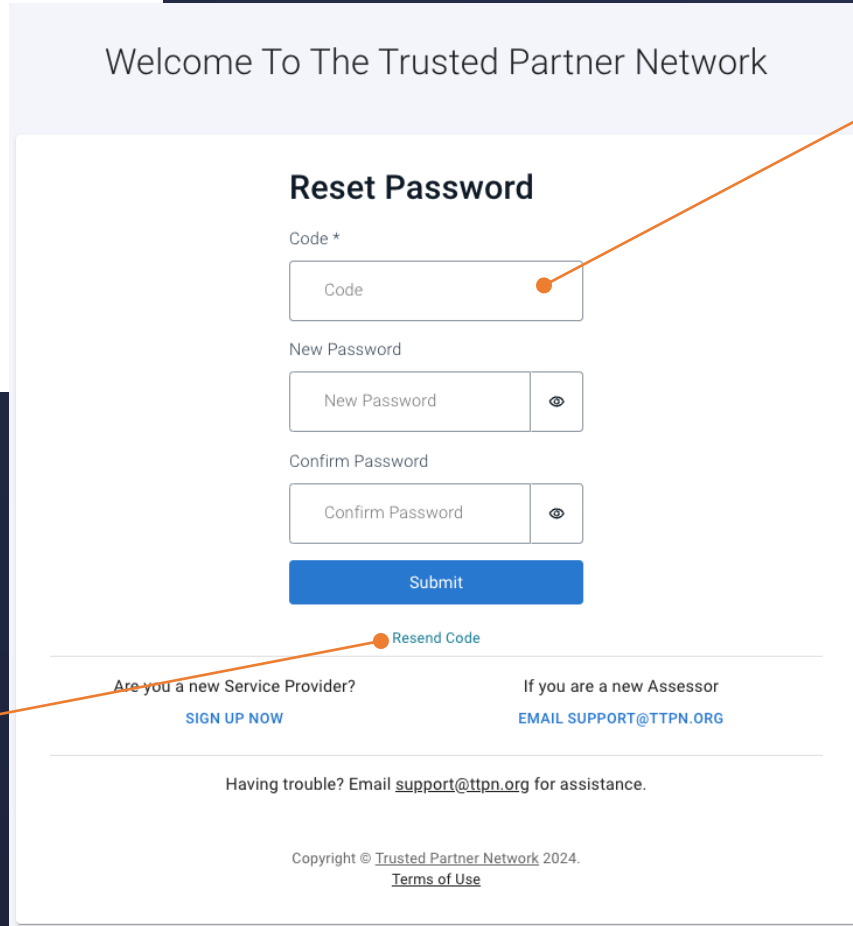 Welcome To The Trusted Partner Network
Reset Password
Code *
Code
New Password
New Password
Confirm Password
Confirm Password
Submit
Resend Code
Are you a new Service Provider?
SIGN UP NOW
If you are a new Assessor
EMAIL SUPPORT@TTPN.ORG
Having trouble? Email support@ttpn.org for assistance.
Copyright © Trusted Partner Network 2024.
Terms of Use